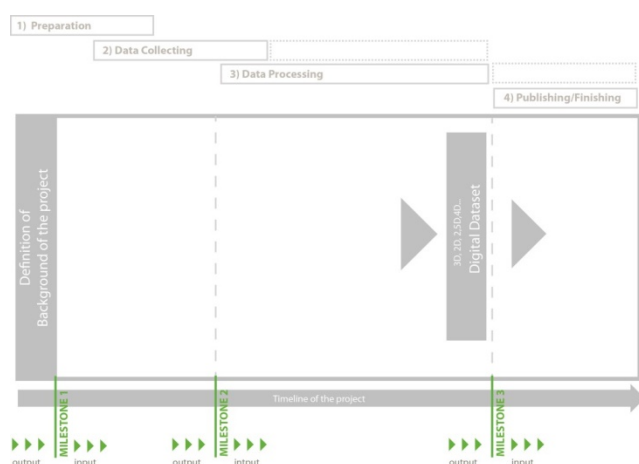 1) Preparation
2) Data Collecting
3) Data Processing
4) Publishing/Finishing
Definition of
Background of the project
3D, 2D, 2,5D,4D...
Digital Dataset
Timeline of the project
MILESTONE 1
MILESTONE 2
MILESTONE 3
output
input
output
intput
output
input